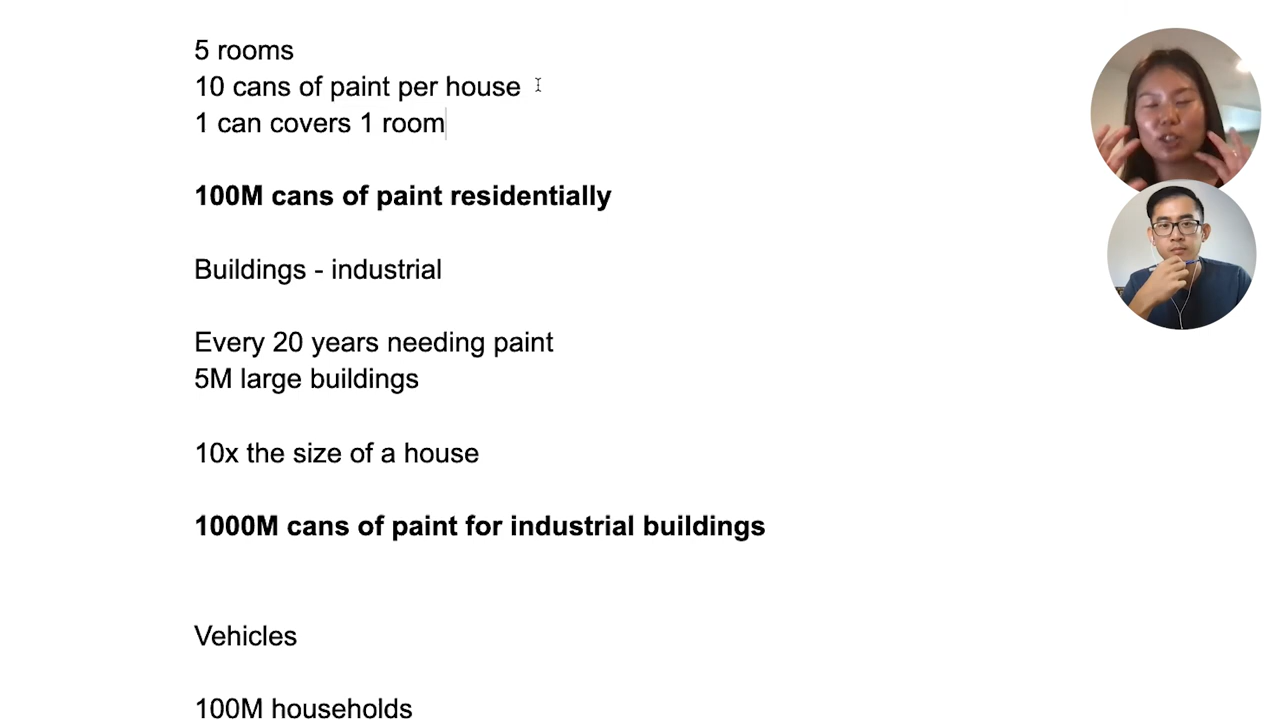 5 rooms
10 cans of paint per house
1 can covers 1 room
100M cans of paint residentially
Buildings - industrial
Every 20 years needing paint
5M large buildings
10x the size of a house
1000M cans of paint for industrial buildings
Vehicles
100M households